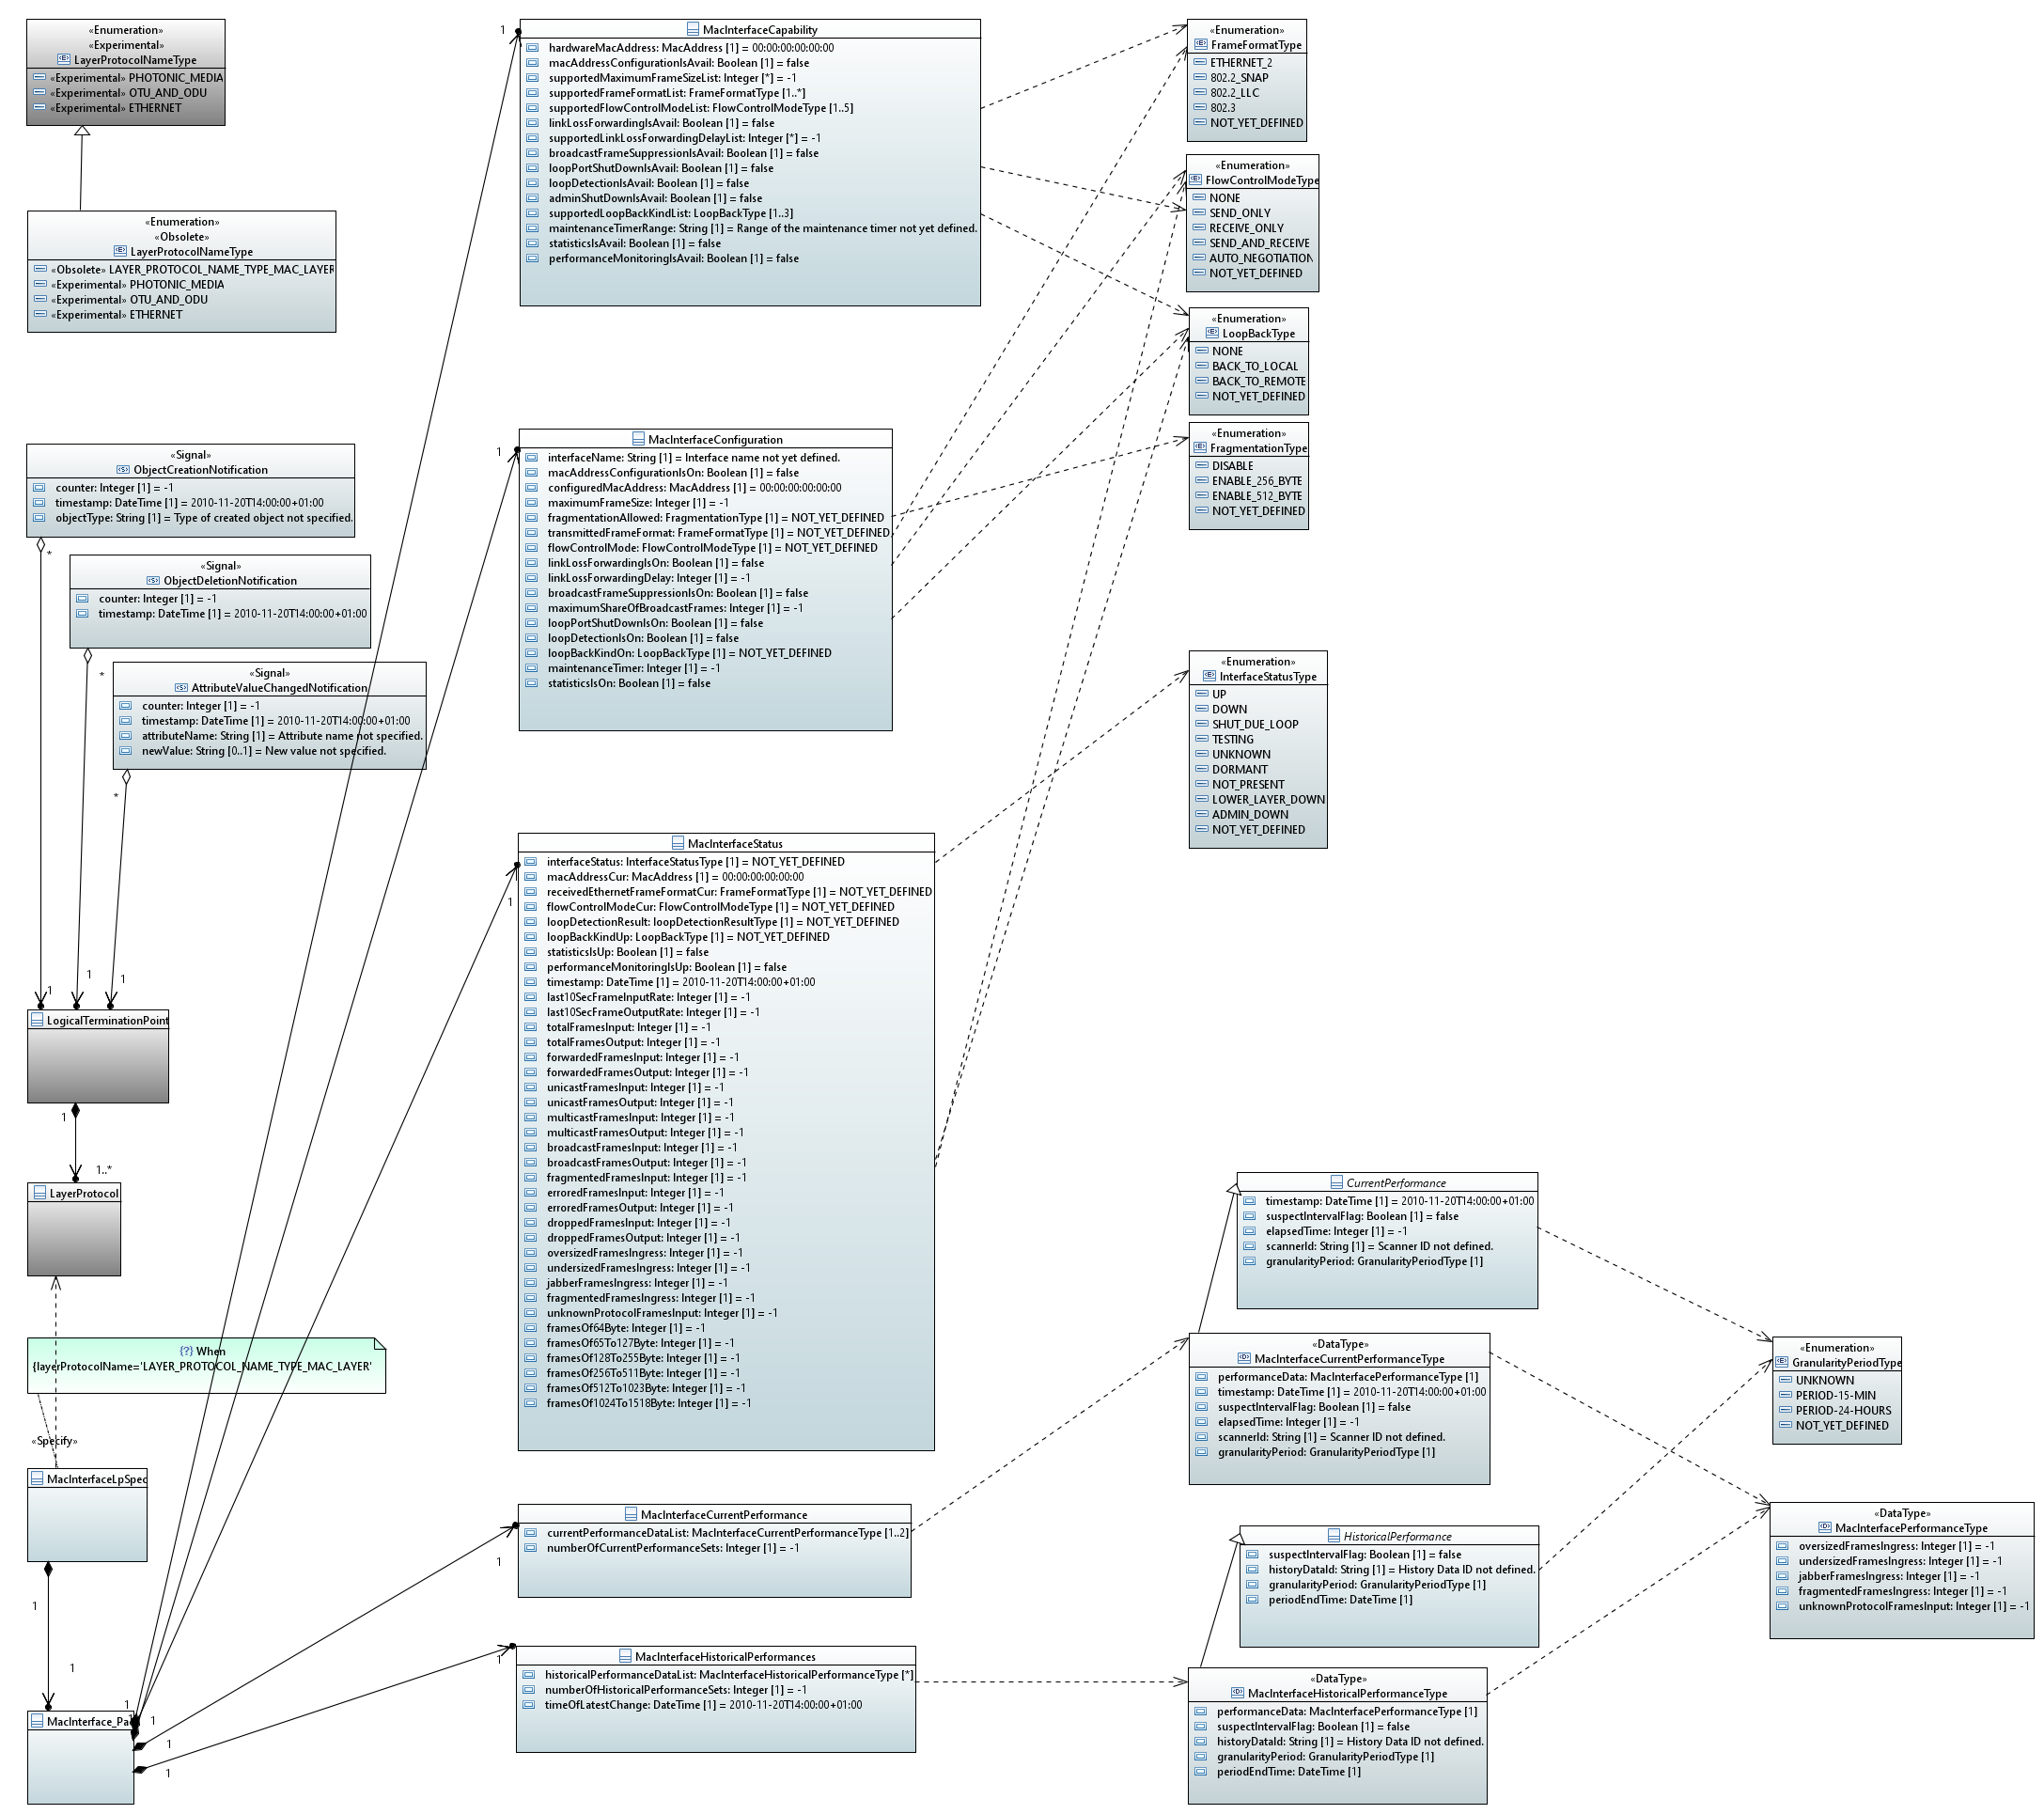 «Enumeration»
«Experimental»
LayerProtocolNameType
«Experimental» PHOTONIC_MEDIA
«Experimental» OTU_AND_ODU
«Experimental» ETHERNET
«Enumeration»
«Obsolete»
LayerProtocolNameType
«Obsolete» LAYER_PROTOCOL_NAME_TYPE_MAC_LAYER
«Experimental» PHOTONIC_MEDIA
«Experimental» OTU_AND_ODU
«Experimental» ETHERNET
«Signal»
ObjectCreationNotification
counter: Integer [1] = -1
timestamp: DateTime [1] = 2010-11-20T14:00:00+01:00
objectType: String [1] = Type of created object not specified.
*
«Signal»
ObjectDeletionNotification
counter: Integer [1] = -1
timestamp: DateTime [1] = 2010-11-20T14:00:00+01:00
*
«Signal»
AttributeValueChangedNotification
counter: Integer [1] = -1
timestamp: DateTime [1] = 2010-11-20T14:00:00+01:00
attributeName: String [1] = Attribute name not specified.
newValue: String [0..1] = New value not specified.
*
1
1
1
LogicalTerminationPoint
1
1..*
LayerProtocol
{?} When
{layerProtocolName='LAYER_PROTOCOL_NAME_TYPE_MAC_LAYER'
«Specify»
MacInterfaceLpSpec
1
1
MacInterface_Pac
1
1
1
1
1
1
MacInterfaceCapability
hardwareMacAddress: MacAddress [1] = 00:00:00:00:00:00
macAddressConfigurationIsAvail: Boolean [1] = false
supportedMaximumFrameSizeList: Integer [*] = -1
supportedFrameFormatList: FrameFormatType [1..*]
supportedFlowControlModeList: FlowControlModeType [1..5]
linkLossForwardingIsAvail: Boolean [1] = false
supportedLinkLossForwardingDelayList: Integer [*] = -1
broadcastFrameSuppressionIsAvail: Boolean [1] = false
loopPortShutDownIsAvail: Boolean [1] = false
loopDetectionIsAvail: Boolean [1] = false
adminShutDownIsAvail: Boolean [1] = false
supportedLoopBackKindList: LoopBackType [1..3]
maintenanceTimerRange: String [1] = Range of the maintenance timer not yet defined.
statisticsIsAvail: Boolean [1] = false
performanceMonitoringIsAvail: Boolean [1] = false
1
MacInterfaceConfiguration
interfaceName: String [1] = Interface name not yet defined.
macAddressConfigurationIsOn: Boolean [1] = false
configuredMacAddress: MacAddress [1] = 00:00:00:00:00:00
maximumFrameSize: Integer [1] = -1
fragmentationAllowed: FragmentationType [1] = NOT_YET_DEFINED
transmittedFrameFormat: FrameFormatType [1] = NOT_YET_DEFINED
flowControlMode: FlowControlModeType [1] = NOT_YET_DEFINED
linkLossForwardingIsOn: Boolean [1] = false
linkLossForwardingDelay: Integer [1] = -1
broadcastFrameSuppressionIsOn: Boolean [1] = false
maximumShareOfBroadcastFrames: Integer [1] = -1
loopPortShutDownIsOn: Boolean [1] = false
loopDetectionIsOn: Boolean [1] = false
loopBackKindOn: LoopBackType [1] = NOT_YET_DEFINED
maintenanceTimer: Integer [1] = -1
statisticsIsOn: Boolean [1] = false
1
MacInterfaceStatus
interfaceStatus: InterfaceStatusType [1] = NOT_YET_DEFINED
macAddressCur: MacAddress [1] = 00:00:00:00:00:00
receivedEthernetFrameFormatCur: FrameFormatType [1] = NOT_YET_DEFINED
flowControlModeCur: FlowControlModeType [1] = NOT_YET_DEFINED
loopDetectionResult: loopDetectionResultType [1] = NOT_YET_DEFINED
loopBackKindUp: LoopBackType [1] = NOT_YET_DEFINED
statisticsIsUp: Boolean [1] = false
performanceMonitoringIsUp: Boolean [1] = false
timestamp: DateTime [1] = 2010-11-20T14:00:00+01:00
last10SecFrameInputRate: Integer [1] = -1
last10SecFrameOutputRate: Integer [1] = -1
totalFramesInput: Integer [1] = -1
totalFramesOutput: Integer [1] = -1
forwardedFramesInput: Integer [1] = -1
forwardedFramesOutput: Integer [1] = -1
unicastFramesInput: Integer [1] = -1
unicastFramesOutput: Integer [1] = -1
multicastFramesInput: Integer [1] = -1
multicastFramesOutput: Integer [1] = -1
broadcastFramesInput: Integer [1] = -1
broadcastFramesOutput: Integer [1] = -1
fragmentedFramesInput: Integer [1] = -1
erroredFramesInput: Integer [1] = -1
erroredFramesOutput: Integer [1] = -1
droppedFramesInput: Integer [1] = -1
droppedFramesOutput: Integer [1] = -1
oversizedFramesIngress: Integer [1] = -1
undersizedFramesIngress: Integer [1] = -1
jabberFramesIngress: Integer [1] = -1
fragmentedFramesIngress: Integer [1] = -1
unknownProtocolFramesInput: Integer [1] = -1
framesOf64Byte: Integer [1] = -1
framesOf65To127Byte: Integer [1] = -1
framesOf128To255Byte: Integer [1] = -1
framesOf256To511Byte: Integer [1] = -1
framesOf512To1023Byte: Integer [1] = -1
framesOf1024To1518Byte: Integer [1] = -1
1
MacInterfaceCurrentPerformance
currentPerformanceDataList: MacInterfaceCurrentPerformanceType [1..2]
numberOfCurrentPerformanceSets: Integer [1] = -1
1
MacInterfaceHistoricalPerformances
historicalPerformanceDataList: MacInterfaceHistoricalPerformanceType [*]
numberOfHistoricalPerformanceSets: Integer [1] = -1
timeOfLatestChange: DateTime [1] = 2010-11-20T14:00:00+01:00
«Enumeration»
FrameFormatType
ETHERNET_2
802.2_SNAP
802.2_LLC
802.3
NOT_YET_DEFINED
«Enumeration»
FlowControlModeType
NONE
SEND_ONLY
RECEIVE_ONLY
SEND_AND_RECEIVE
AUTO_NEGOTIATION
NOT_YET_DEFINED
«Enumeration»
LoopBackType
NONE
BACK_TO_LOCAL
BACK_TO_REMOTE
NOT_YET_DEFINED
«Enumeration»
FragmentationType
DISABLE
ENABLE_256_BYTE
ENABLE_512_BYTE
NOT_YET_DEFINED
«Enumeration»
InterfaceStatusType
UP
DOWN
SHUT_DUE_LOOP
TESTING
UNKNOWN
DORMANT
NOT_PRESENT
LOWER_LAYER_DOWN
ADMIN_DOWN
NOT_YET_DEFINED
CurrentPerformance
timestamp: DateTime [1] = 2010-11-20T14:00:00+01:00
suspectIntervalFlag: Boolean [1] = false
elapsedTime: Integer [1] = -1
scannerId: String [1] = Scanner ID not defined.
granularityPeriod: GranularityPeriodType [1]
«DataType»
MacInterfaceCurrentPerformanceType
performanceData: MacInterfacePerformanceType [1]
timestamp: DateTime [1] = 2010-11-20T14:00:00+01:00
suspectIntervalFlag: Boolean [1] = false
elapsedTime: Integer [1] = -1
scannerId: String [1] = Scanner ID not defined.
granularityPeriod: GranularityPeriodType [1]
HistoricalPerformance
suspectIntervalFlag: Boolean [1] = false
historyDataId: String [1] = History Data ID not defined.
granularityPeriod: GranularityPeriodType [1]
periodEndTime: DateTime [1]
«DataType»
MacInterfaceHistoricalPerformanceType
performanceData: MacInterfacePerformanceType [1]
suspectIntervalFlag: Boolean [1] = false
historyDataId: String [1] = History Data ID not defined.
granularityPeriod: GranularityPeriodType [1]
periodEndTime: DateTime [1]
«Enumeration»
GranularityPeriodType
UNKNOWN
PERIOD-15-MIN
PERIOD-24-HOURS
NOT_YET_DEFINED
«DataType»
MacInterfacePerformanceType
oversizedFramesIngress: Integer [1] = -1
undersizedFramesIngress: Integer [1] = -1
jabberFramesIngress: Integer [1] = -1
fragmentedFramesIngress: Integer [1] = -1
unknownProtocolFramesInput: Integer [1] = -1